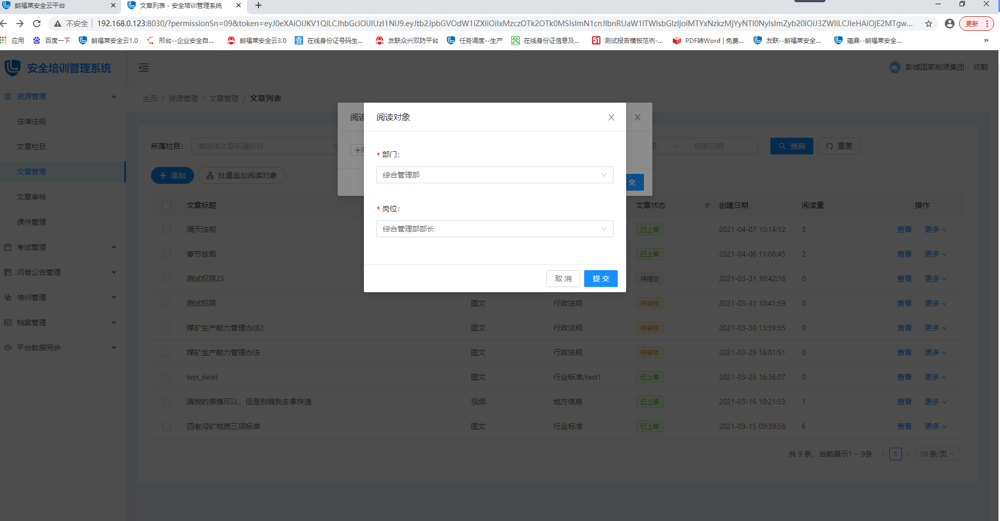 朗福莱安全云平台
文章列表 - 安全培训管理系统
不安全
192.168.0.123:8030/?permissionSn=09&token=
更新
应用
百度一下
朗福莱安全云1.0
邢台--企业安全自...
朗福莱安全云3.0
查
在线身份证号码生...
友联众兴双防平台
任务调度--生产
在线身份证信息及...
51
测试报告模板范例-...
PDF转Word | 免费...
友联--朗福莱安全...
蕴鼎--朗福莱安全...
»
安全培训管理系统
彭城国家能源集团
戎靓
资源管理
法律法规
文章栏目
文章管理
文章审核
课件管理
考试管理
问卷公告管理
培训管理
档案管理
平台数据同步
主页 / 资源管理 / 文章管理 / 文章列表
所属栏目：
请选择文章所属栏目
~ 结束日期
查询
重置
添加
批量追加阅读对象
阅读
交
阅读对象
* 部门：
综合管理部
* 岗位：
综合管理部部长
取 消
提 交
文章标题 文章状态 创建日期 阅读量 操作
漏天法规 已上架 2021-04-07 10:14:12 3 查看 更多
春节放假 已上架 2021-04-06 11:08:45 2 查看 更多
测试权限23 待提交 2021-03-31 10:42:18 0 查看 更多
测试权限 图文 行政法规 待审核 2021-03-31 10:41:59 0 查看 更多
煤矿生产能力管理办法2 图文 行政法规 待审核 2021-03-30 13:59:55 0 查看 更多
煤矿生产能力管理办法 图文 行政法规 待审核 2021-03-29 16:01:51 0 查看 更多
test_delet 图文 行业标准/test1 已上架 2021-03-26 16:36:07 0 查看 更多
骗我的感情可以，但是别骗我去拿快递 视频 地方信息 已上架 2021-03-16 10:21:53 1 查看 更多
四老沟矿地质三项标准 图文 行业标准 已上架 2021-03-15 09:39:56 6 查看 更多
共 9 条，当前展示1 ~ 9条
1
10 条/页